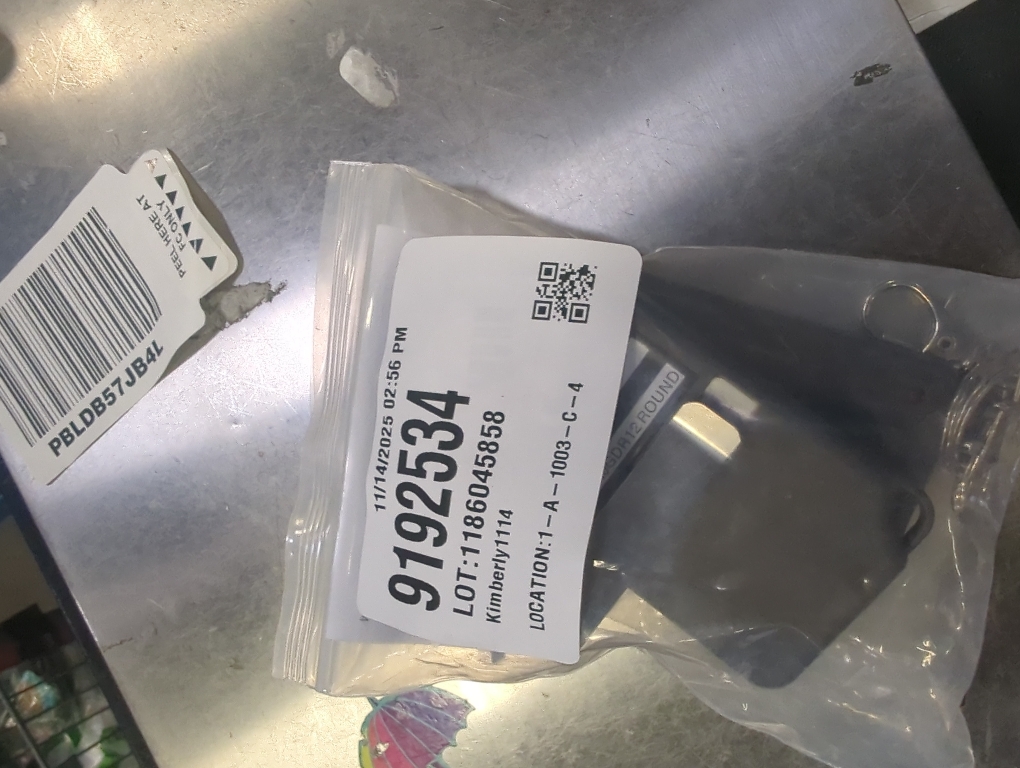 PEEL HERE AT
FC ONLY
PBLDB57JB4L
11/14/2025 02:56 PM
9192534
LOT:1186045858
Kimberly1114
LOCATION:1-A-1003-C-4
ROUND